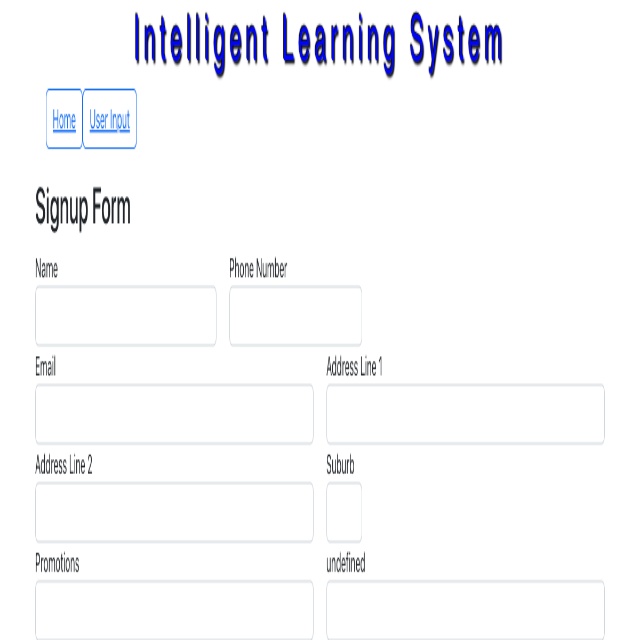 Intelligent Learning System
Home User Input
Signup Form
Name Phone Number
Email Address Line 1
Address Line 2 Suburb
Promotions undefined